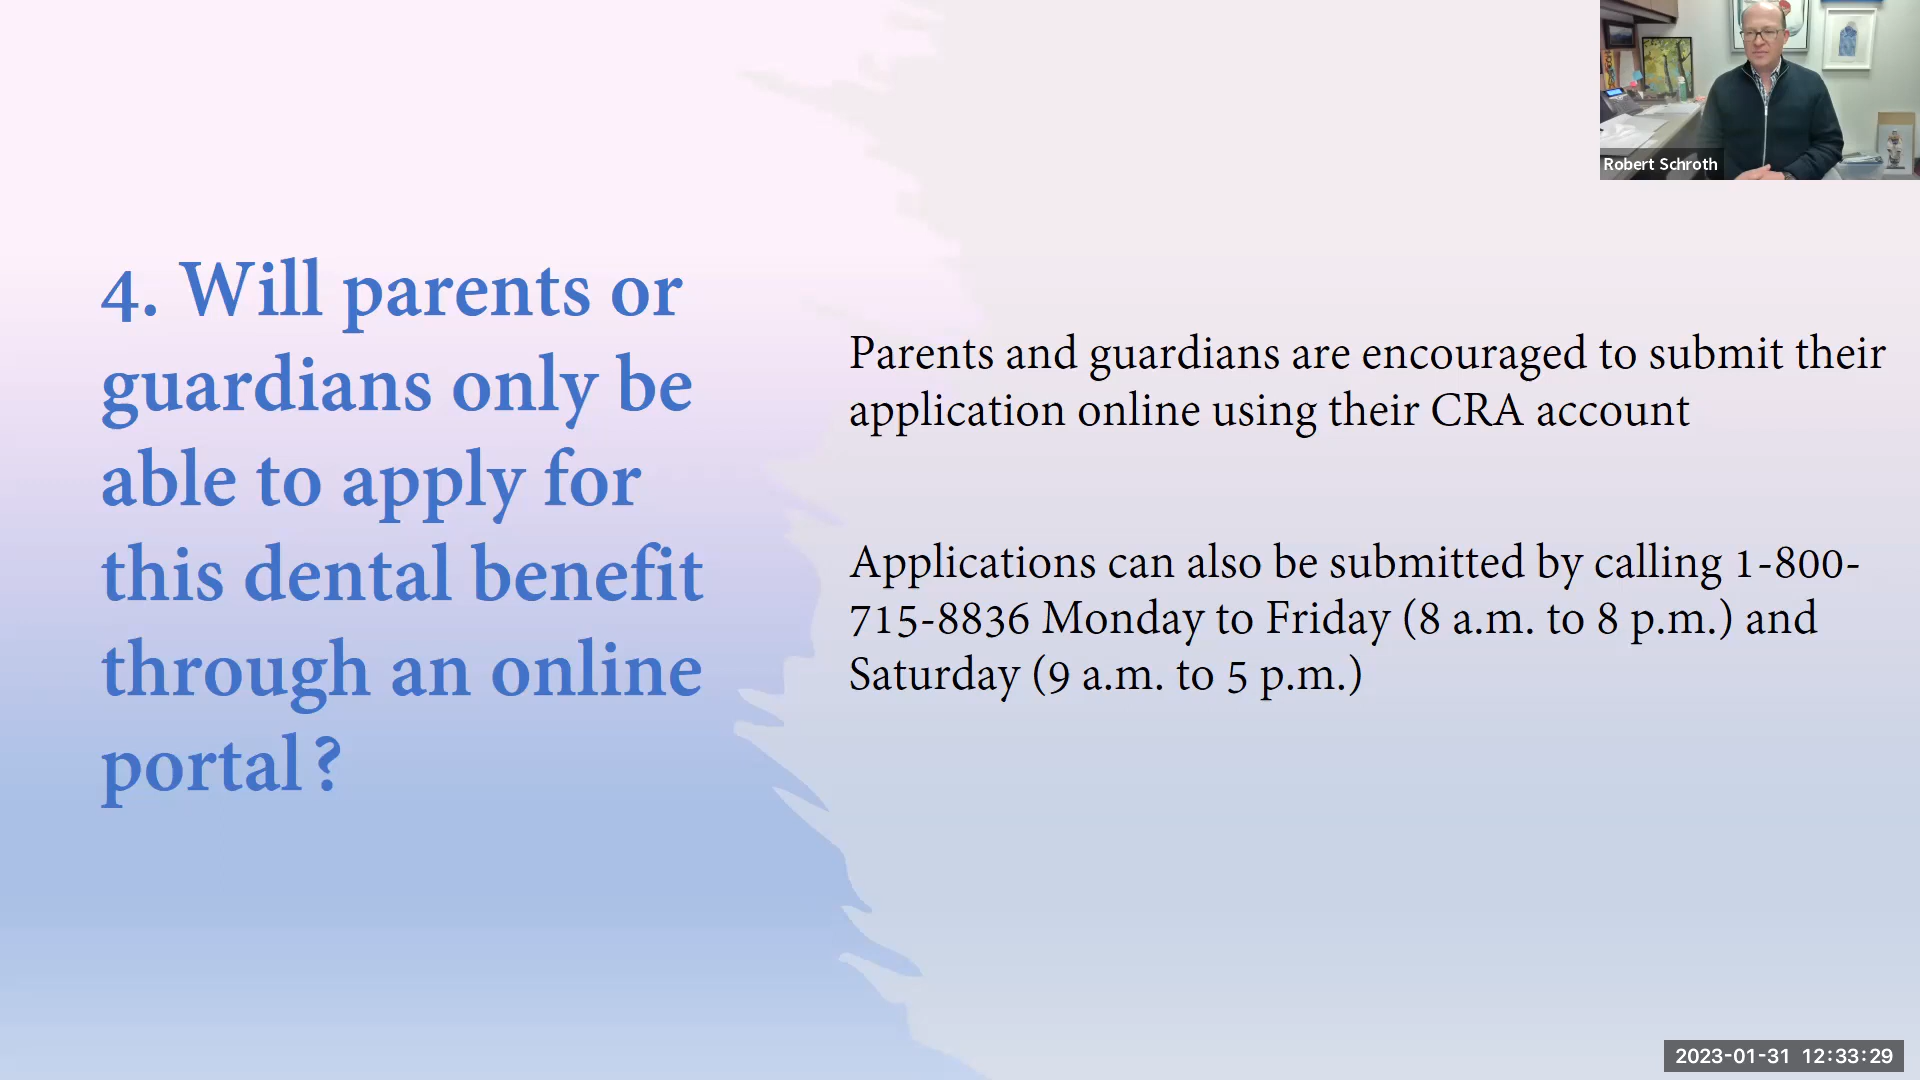 4. Will parents or
guardians only be
able to apply for
this dental benefit
through an online
portal ?
Parents and guardians are encouraged to submit their
application online using their CRA account
Applications can also be submitted by calling 1-800-
715-8836 Monday to Friday (8 a.m. to 8 p.m.) and
Saturday (9 a.m. to 5 p.m.)
Robert Schroth
2023-01-31 12:33:29